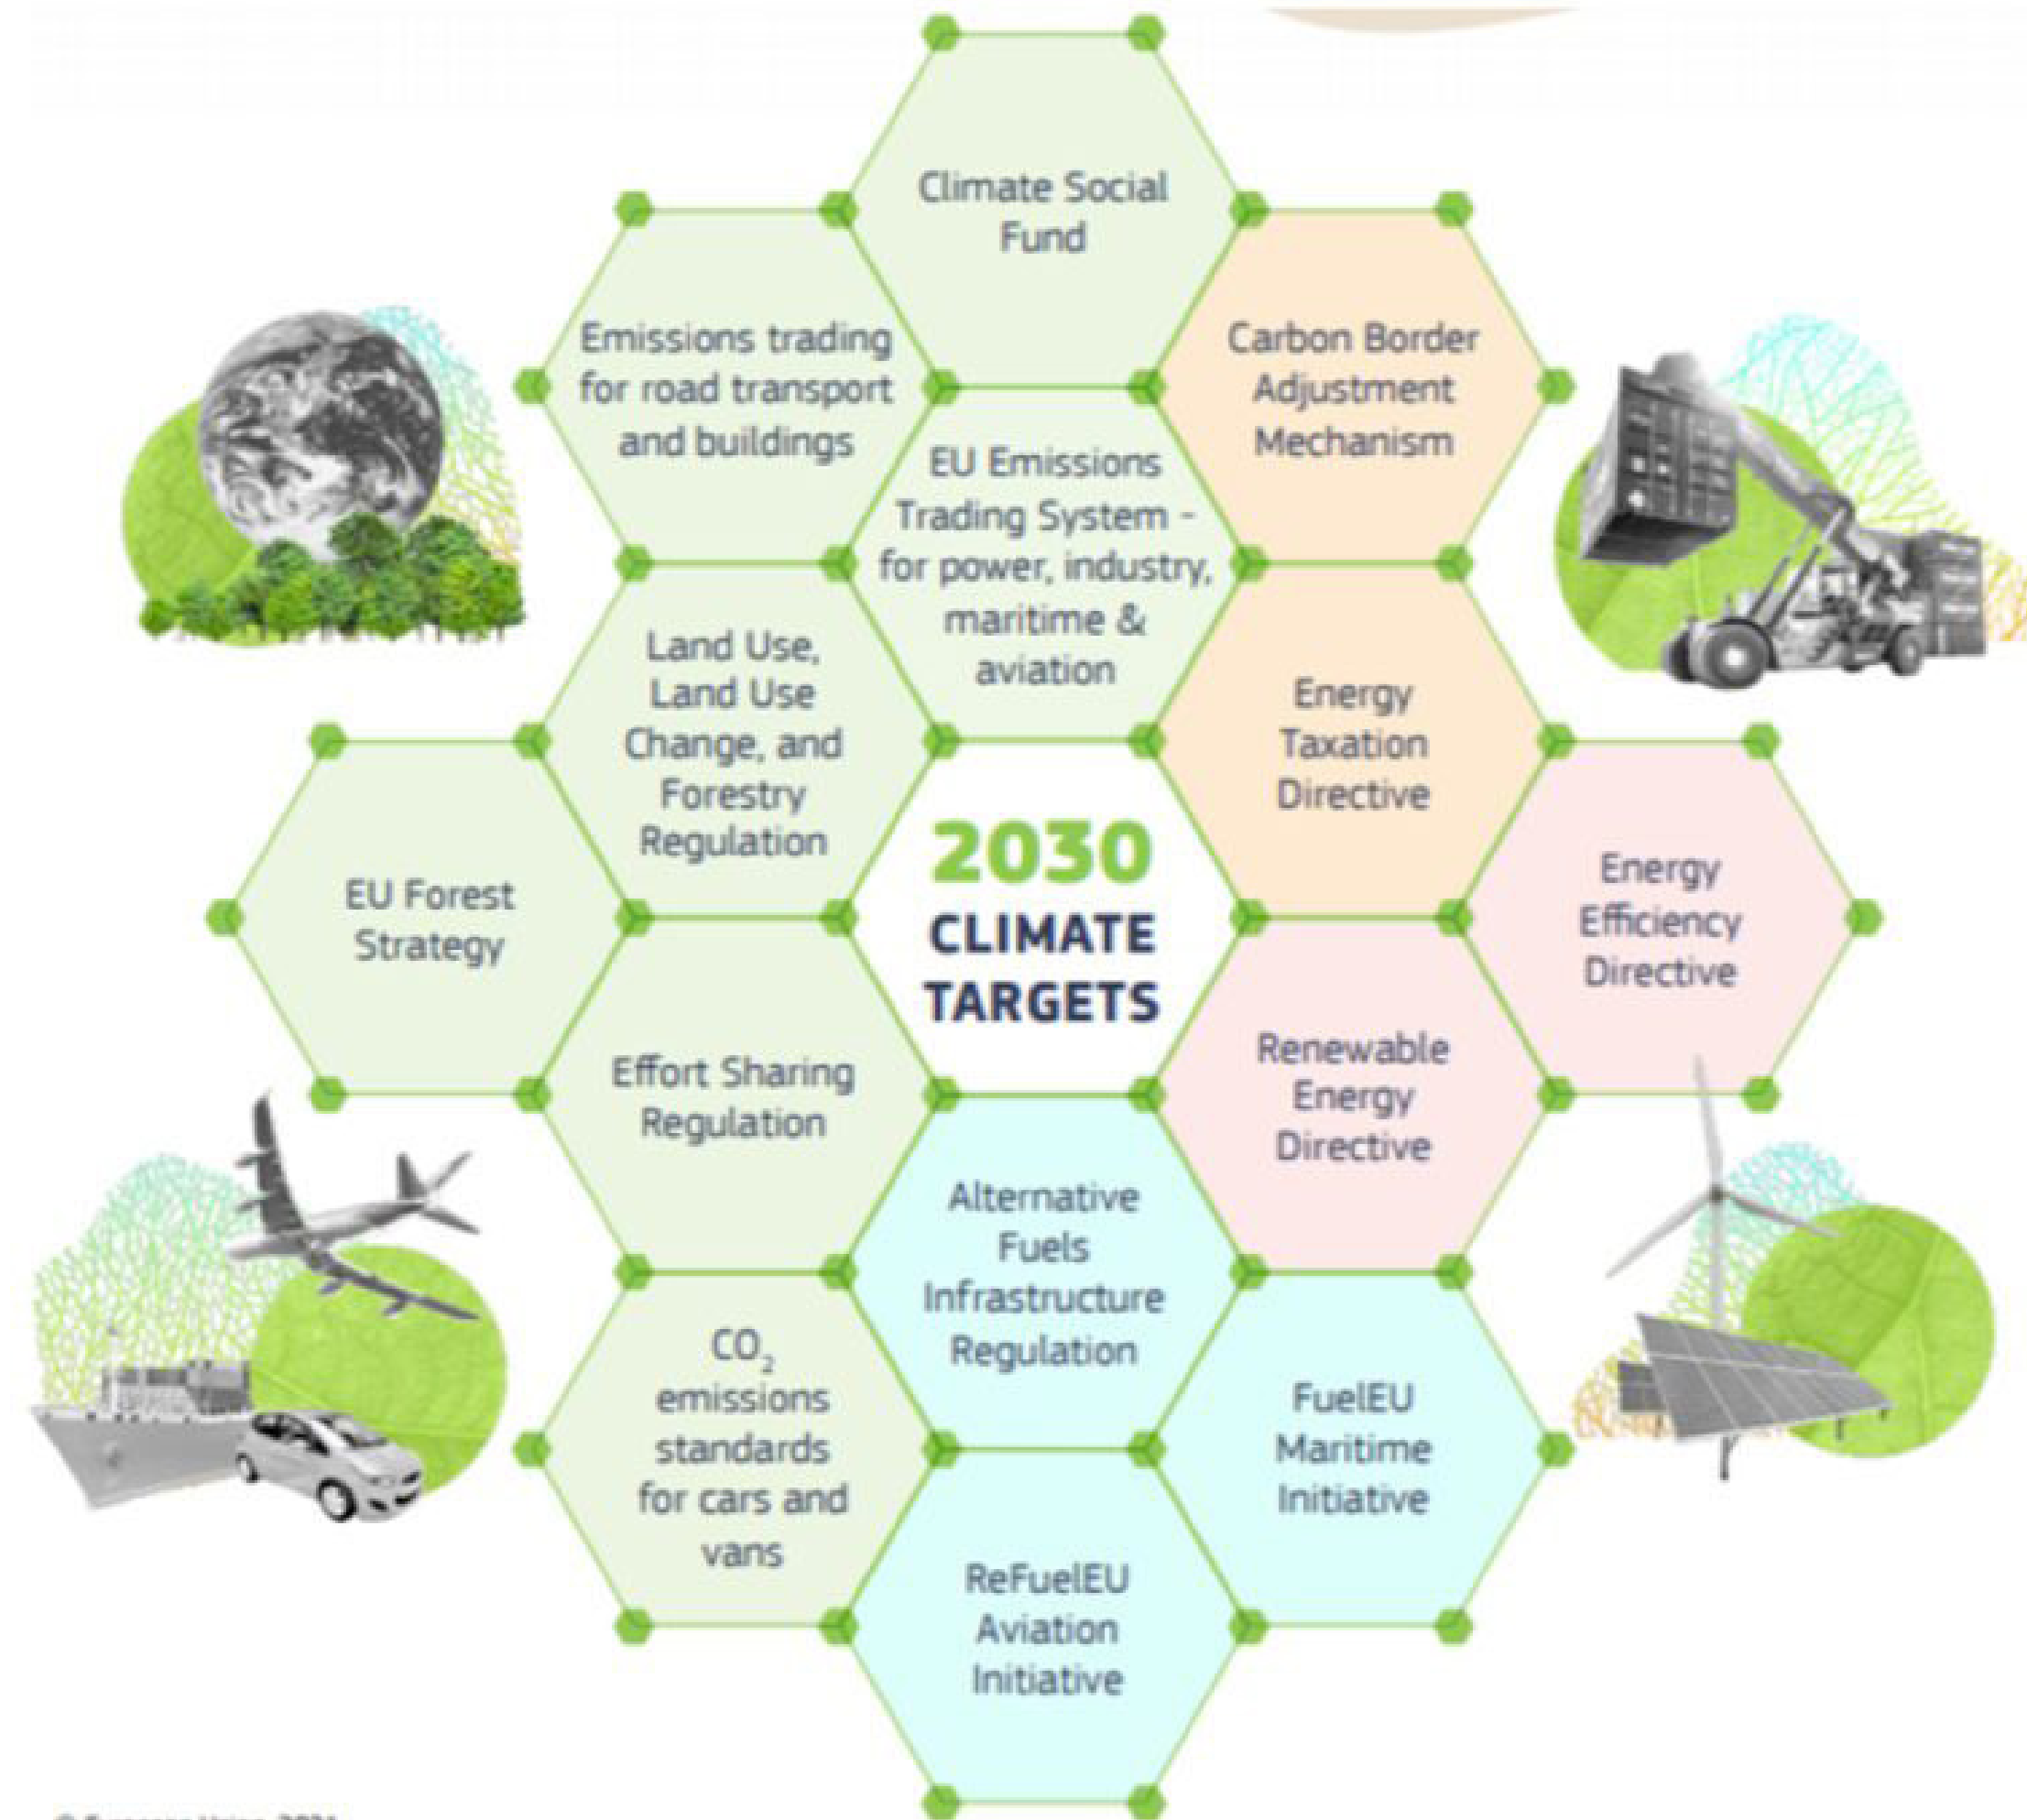 Climate Social
Fund
Emissions trading
for road transport
and buildings
Carbon Border
Adjustment
Mechanism
EU Emissions
Trading System -
for power, industry,
maritime &
aviation
Land Use,
Land Use
Change, and
Forestry
Regulation
Energy
Taxation
Directive
EU Forest
Strategy
2030
CLIMATE
TARGETS
Energy
Efficiency
Directive
Effort Sharing
Regulation
Renewable
Energy
Directive
Alternative
Fuels
Infrastructure
Regulation
CO₂
emissions
standards
for cars and
vans
FuelEU
Maritime
Initiative
ReFuelEU
Aviation
Initiative